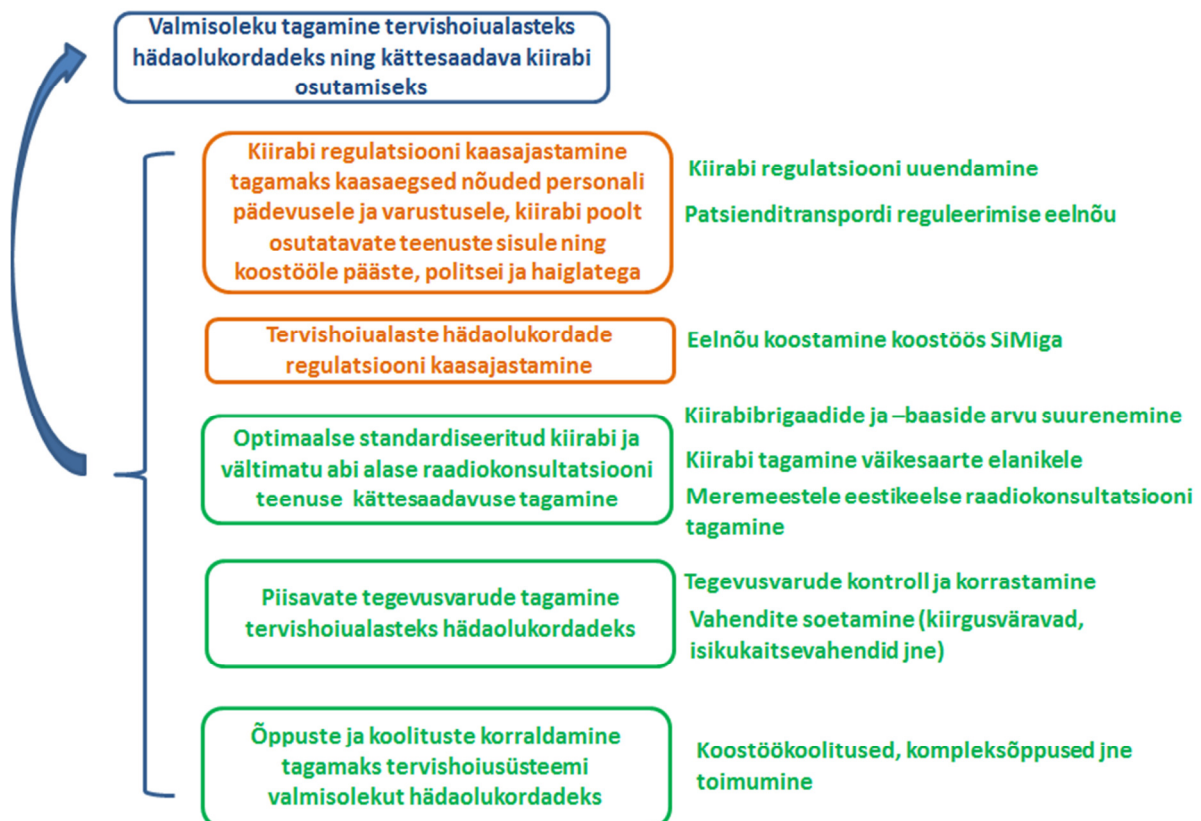 Valmisoleku tagamine tervishoiualasteks
hädaolukordadeks ning kättesaadava kiirabi
osutamiseks
Kiirabi regulatsiooni kaasajastamine
tagamaks kaasaegsed nõuded personali
pädevusele ja varustusele, kiirabi poolt
osutatavate teenuste sisule ning
koostööle pääste, politsei ja haiglatega
Kiirabi regulatsiooni uuendamine
Patsienditranspordi reguleerimise eelnõu
Tervishoiualaste hädaolukordade
regulatsiooni kaasajastamine
Eelnõu koostamine koostöös SiMiga
Optimaalse standardiseeritud kiirabi ja
vältimatu abi alase raadiokonsultatsiooni
teenuse kättesaadavuse tagamine
Kiirabibrigaadide ja –baaside arvu suurenemine
Kiirabi tagamine väikesaarte elanikele
Meremeestele eestikeelse raadiokonsultatsiooni
tagamine
Piisavate tegevusvarude tagamine
tervishoiualasteks hädaolukordadeks
Tegevusvarude kontroll ja korrastamine
Vahendite soetamine (kiirgusväravad,
isikukaitsevahendid jne)
Õppuste ja koolituste korraldamine
tagamaks tervishoiusüsteemi
valmisolekut hädaolukordadeks
Koostöökoolitused, kompleksõppused jne
toimumine